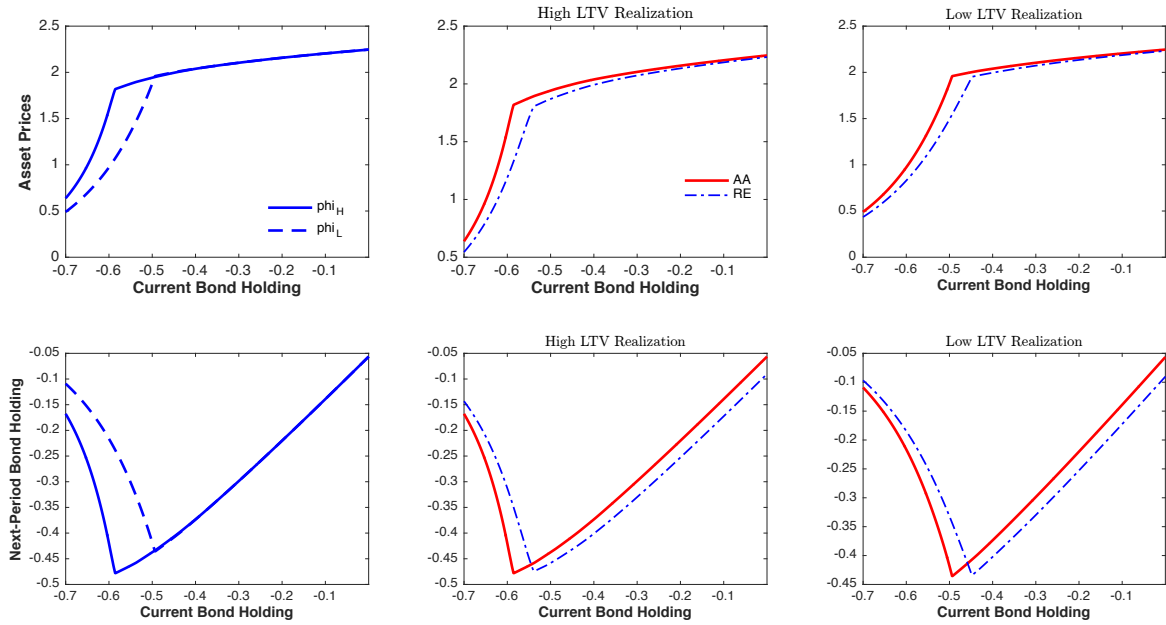 High LTV Realization
Low LTV Realization
2.5
2
1.5
1
0.5
0
Asset Prices
phi_H
phi_L
-0.7 -0.6 -0.5 -0.4 -0.3 -0.2 -0.1
Current Bond Holding
2.5
2
1.5
1
0.5
AA
RE
-0.7 -0.6 -0.5 -0.4 -0.3 -0.2 -0.1
Current Bond Holding
2.5
2
1.5
1
0.5
0
-0.7 -0.6 -0.5 -0.4 -0.3 -0.2 -0.1
Current Bond Holding
High LTV Realization
Low LTV Realization
-0.05
-0.1
-0.15
-0.2
-0.25
-0.3
-0.35
-0.4
-0.45
-0.5
Next-Period Bond Holding
-0.7 -0.6 -0.5 -0.4 -0.3 -0.2 -0.1
Current Bond Holding
-0.05
-0.1
-0.15
-0.2
-0.25
-0.3
-0.35
-0.4
-0.45
-0.5
-0.7 -0.6 -0.5 -0.4 -0.3 -0.2 -0.1
Current Bond Holding
-0.05
-0.1
-0.15
-0.2
-0.25
-0.3
-0.35
-0.4
-0.45
-0.7 -0.6 -0.5 -0.4 -0.3 -0.2 -0.1
Current Bond Holding